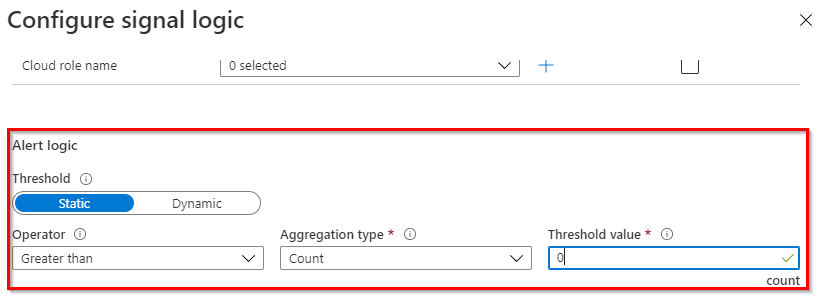 Configure signal logic
Cloud role name 0 selected
Alert logic
Threshold
Static Dynamic
Operator Aggregation type * Threshold value *
Greater than Count 0
count